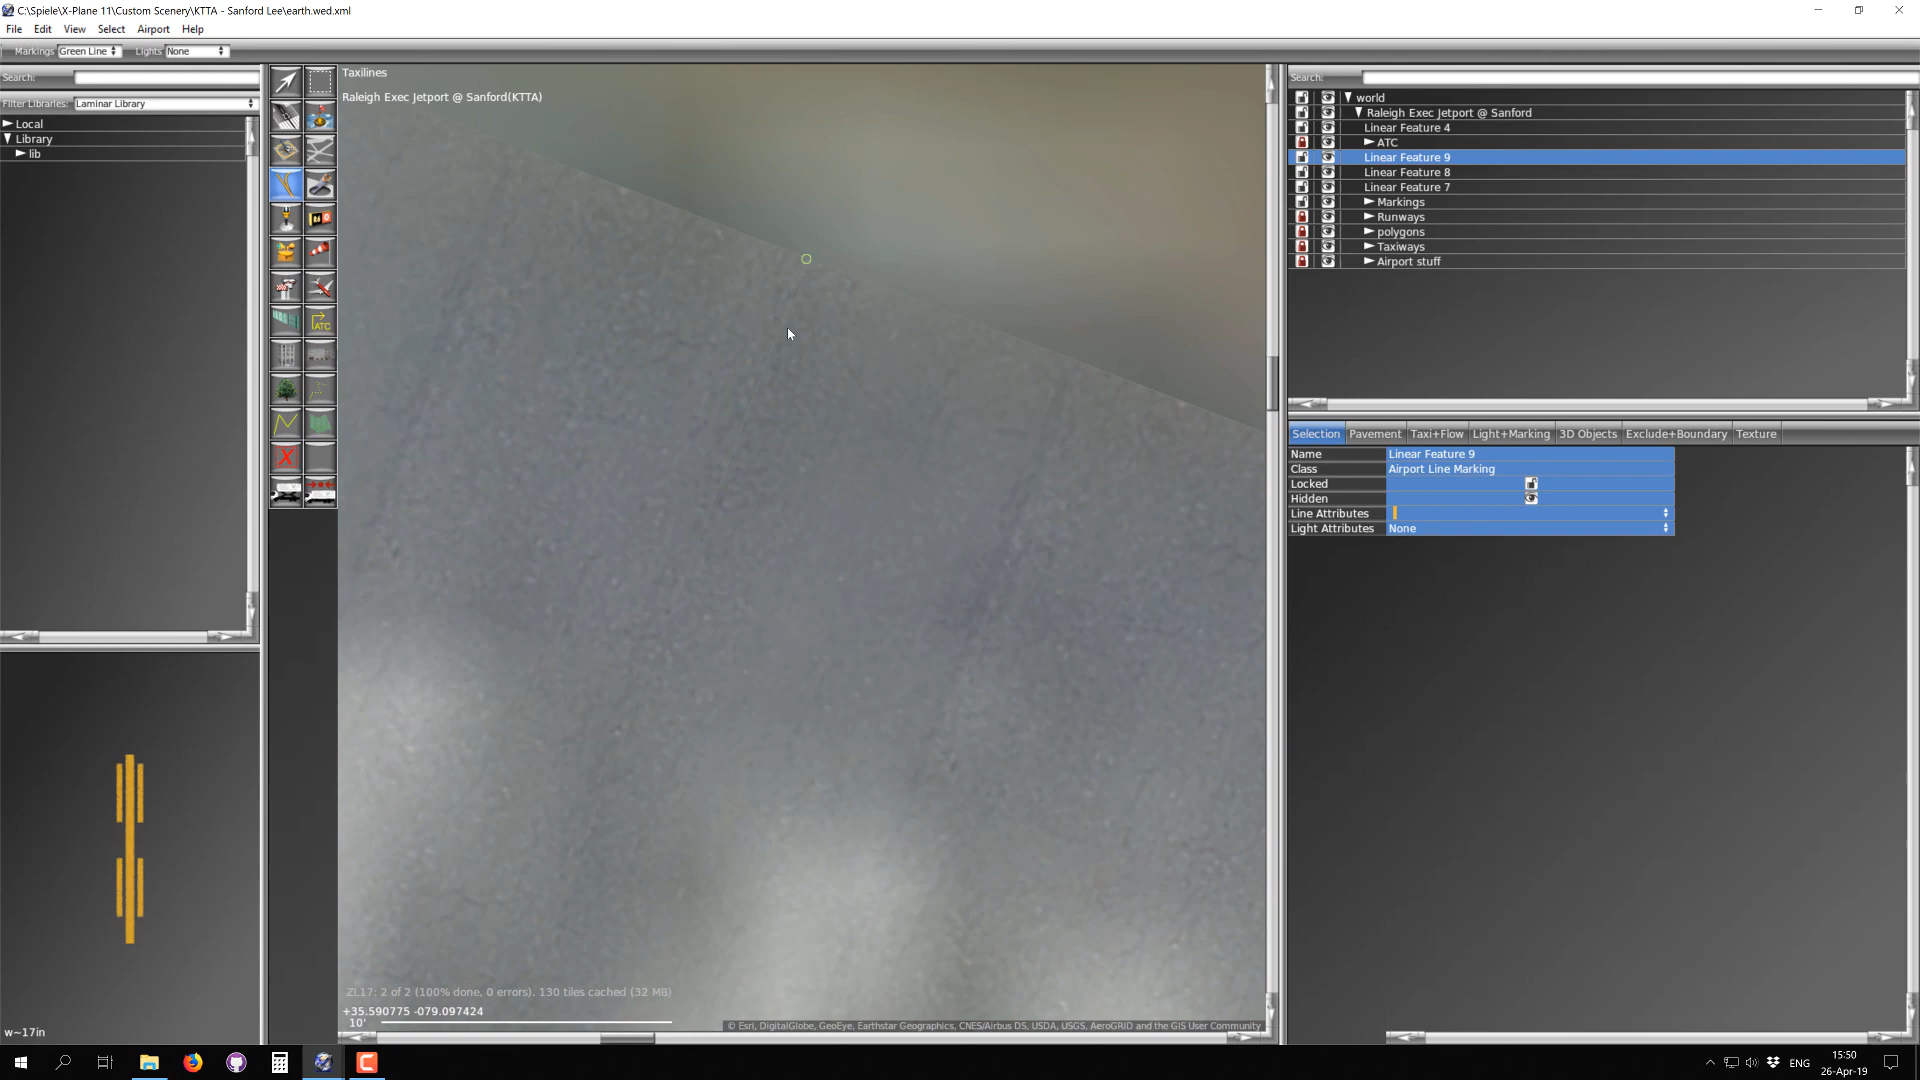 C:\Spiele\X-Plane 11\Custom Scenery\KTTA - Sanford Lee\earth.wed.xml
File Edit View Select Airport Help
Markings Green Line Lights None
Search:
Filter Libraries: Laminar Library
Local
Library
lib
w~17in
Taxilines
Raleigh Exec Jetport @ Sanford(KTTA)
R6 0
ATC
X
ZL17: 2 of 2 (100% done, 0 errors). 130 tiles cached (32 MB)
+35.590775 -079.097424
10'
© Esri, DigitalGlobe, GeoEye, Earthstar Geographics, CNES/Airbus DS, USDA, USGS, AeroGRID and the GIS User Community
Search:
world
Raleigh Exec Jetport @ Sanford
Linear Feature 4
ATC
Linear Feature 9
Linear Feature 8
Linear Feature 7
Markings
Runways
polygons
Taxiways
Airport stuff
Selection Pavement Taxi+Flow Light+Marking 3D Objects Exclude+Boundary Texture
Name Linear Feature 9
Class Airport Line Marking
Locked
Hidden
Line Attributes
Light Attributes None
ENG
15:50
26-Apr-19